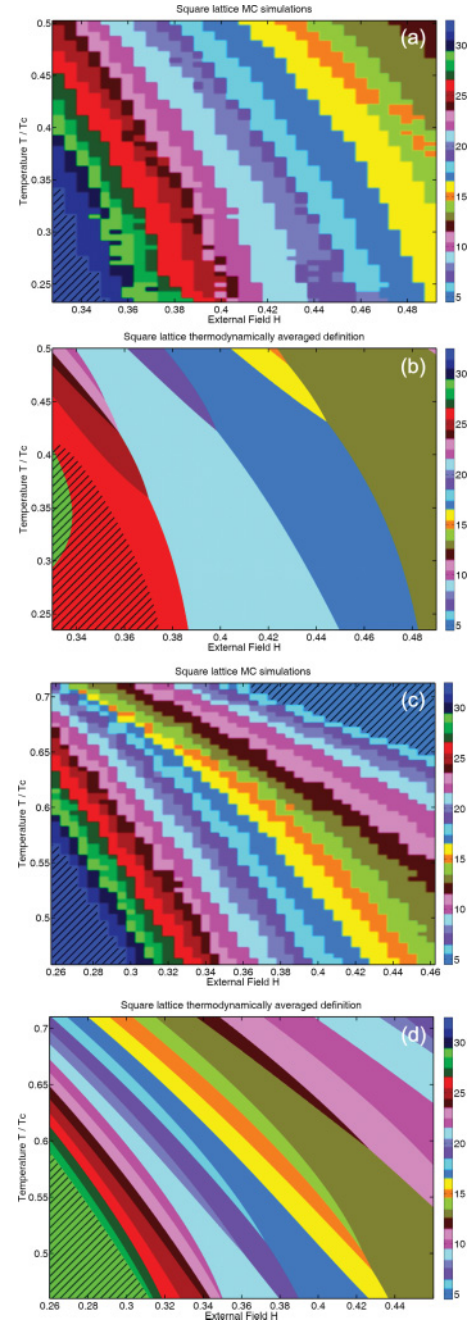 Square lattice MC simulations
0.5
0.45
0.4
0.35
0.3
0.25
Temperature T / Tc
(a)
30
25
20
15
10
5
0.34 0.36 0.38 0.4 0.42 0.44 0.46 0.48
External Field H
Square lattice thermodynamically averaged definition
0.5
0.45
0.4
0.35
0.3
0.25
Temperature T / Tc
(b)
30
25
20
15
10
5
0.34 0.36 0.38 0.4 0.42 0.44 0.46 0.48
External Field H
Square lattice MC simulations
0.7
0.65
0.6
0.55
0.5
Temperature T / Tc
(c)
30
25
20
15
10
5
0.26 0.28 0.3 0.32 0.34 0.36 0.38 0.4 0.42 0.44 0.46
External Field H
Square lattice thermodynamically averaged definition
0.7
0.65
0.6
0.55
0.5
Temperature T / Tc
(d)
30
25
20
15
10
5
0.26 0.28 0.3 0.32 0.34 0.36 0.38 0.4 0.42 0.44
External Field H